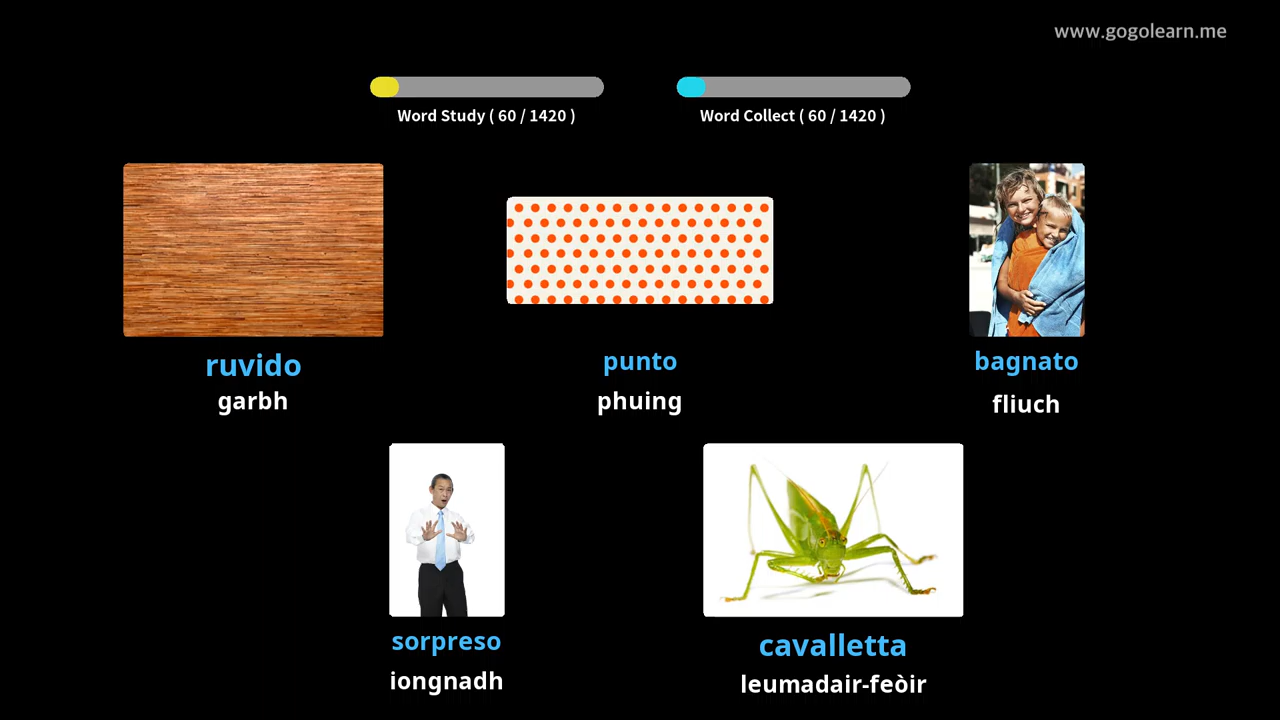 www.gogolearn.me
Word Study ( 60 / 1420 )
Word Collect ( 60 / 1420 )
ruvido
garbh
punto
phuing
bagnato
fliuch
sorpreso
iongnadh
cavalletta
leumadair-feòir